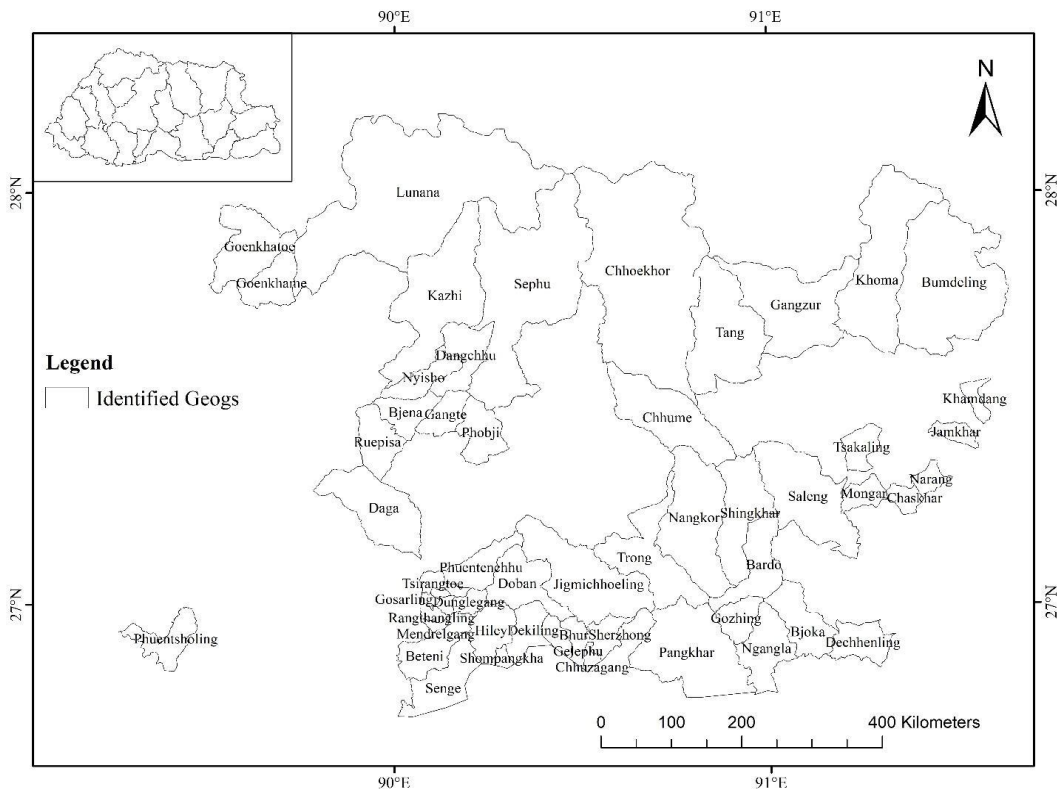 90°E
91°E
N
28°N
28°N
Lunana
Goenkhatoe
Goenkhame
Chhoekhor
Kazhi
Sephu
Khoma
Bumdeling
Gangzur
Tang
Legend
Identified Geogs
Dangchhu
Nyisho
Khamdang
Bjena
Gangte
Chhume
Phobji
Jamkhar
Ruepisa
Tsakaling
Narang
Saleng
Mongar
Chaskhar
Daga
Nangkor
Shingkhar
Trong
Bardo
Phuentenchhu
Tsirangtoe
Doban
Jigmichhoeling
27°N
27°N
Gosarling
Dunglegang
Rangthangling
Gozhing
Mendrelgang
Hiley
Dekiling
Bhur
Sherzhong
Bjoka
Phuentsholing
Dechhenling
Beteni
Shompangkha
Gelephu
Pangkhar
Ngangla
Chhuzagang
Senge
0 100 200 400 Kilometers
90°E
91°E